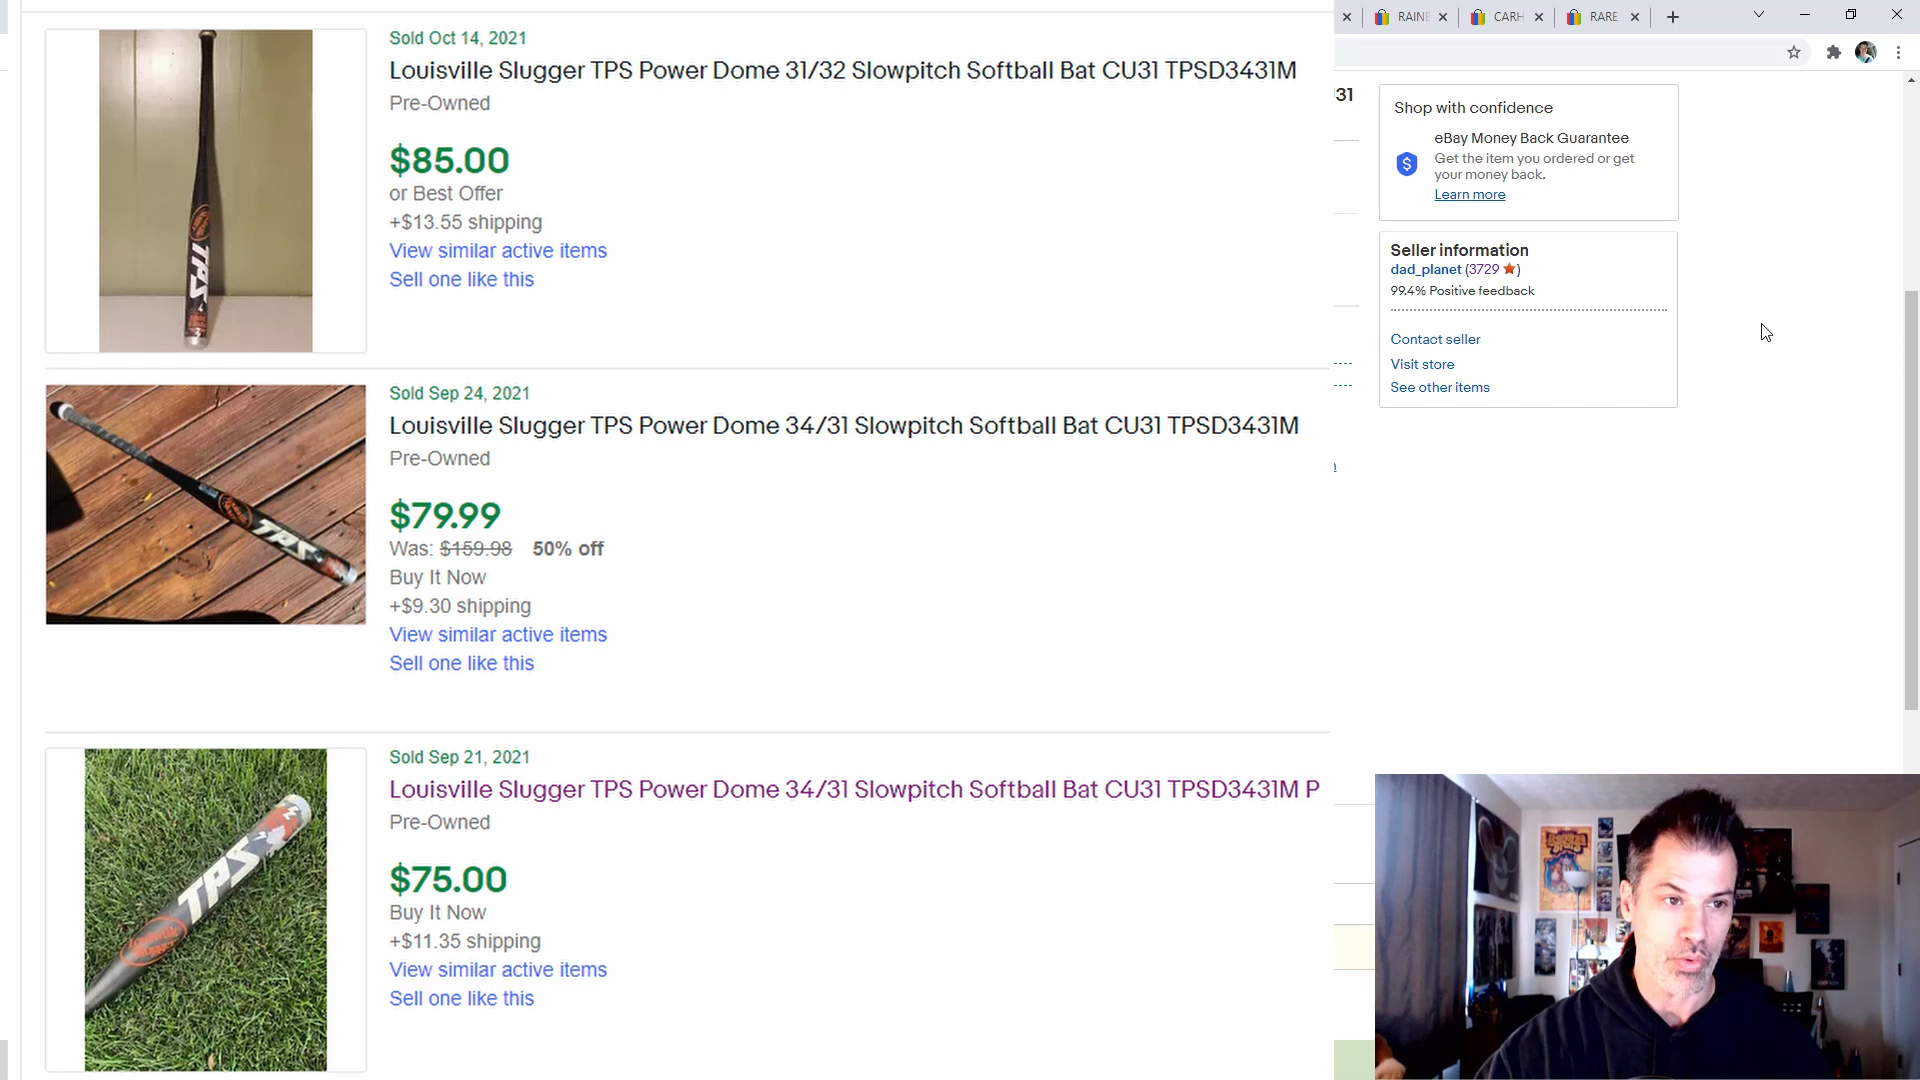 Sold Oct 14, 2021
Louisville Slugger TPS Power Dome 31/32 Slowpitch Softball Bat CU31 TPSD3431M
Pre-Owned
$85.00
or Best Offer
+$13.55 shipping
View similar active items
Sell one like this
TPS
Sold Sep 24, 2021
Louisville Slugger TPS Power Dome 34/31 Slowpitch Softball Bat CU31 TPSD3431M
Pre-Owned
$79.99
Was: $159.98 50% off
Buy It Now
+$9.30 shipping
View similar active items
Sell one like this
TPS
Sold Sep 21, 2021
Louisville Slugger TPS Power Dome 34/31 Slowpitch Softball Bat CU31 TPSD3431M P
Pre-Owned
$75.00
Buy It Now
+$11.35 shipping
View similar active items
Sell one like this
TPS
RAINE
CARH
RARE
31
Shop with confidence
eBay Money Back Guarantee
Get the item you ordered or get
your money back.
Learn more
Seller information
dad_planet (3729 ★)
99.4% Positive feedback
Contact seller
Visit store
See other items